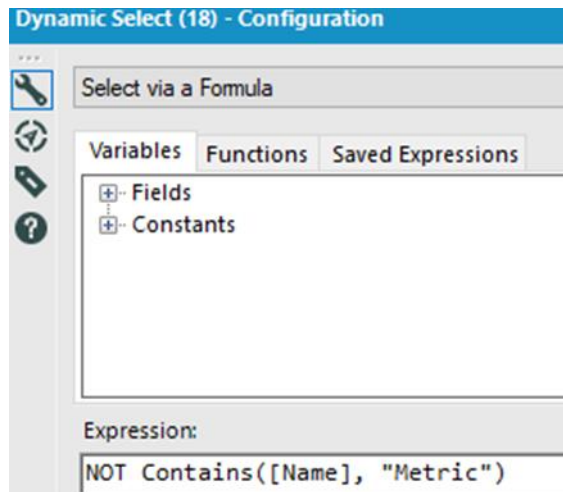 Dynamic Select (18) - Configuration
Select via a Formula
Variables Functions Saved Expressions
Fields
Constants
Expression:
NOT Contains([Name], "Metric")